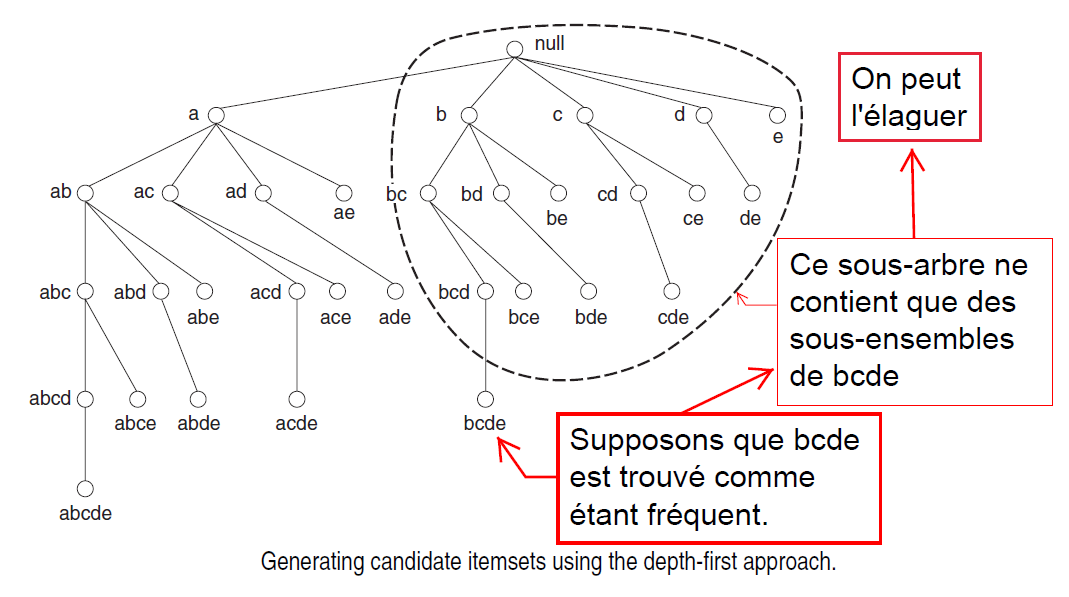 null
On peut
l'élaguer
a
b
c
d
e
ab
ac
ad
ae
bc
bd
be
cd
ce
de
Ce sous-arbre ne
contient que des
sous-ensembles
de bcde
abc
abd
abe
acd
ace
ade
bcd
bce
bde
cde
abcd
abce
abde
acde
bcde
Supposons que bcde
est trouvé comme
étant fréquent.
abcde
Generating candidate itemsets using the depth-first approach.